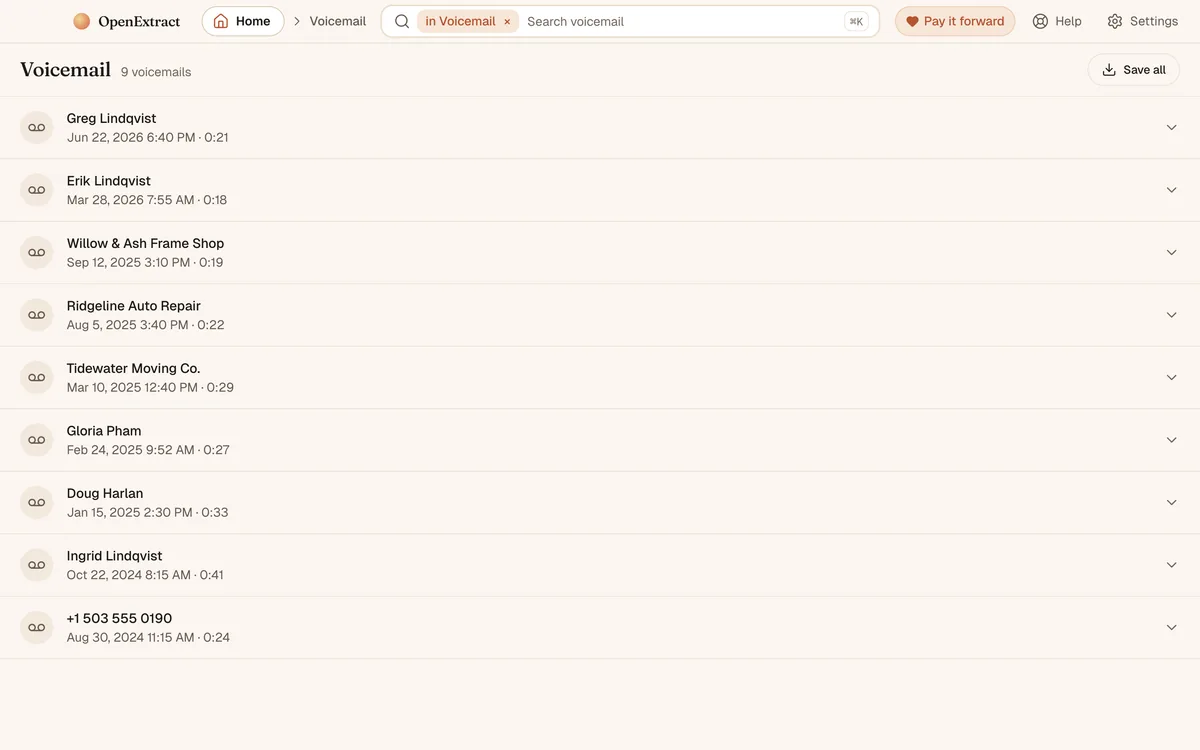 OpenExtract Home > Voicemail in Voicemail × Search voicemail ⌘K Pay it forward Help Settings
Voicemail 9 voicemails Save all
Greg Lindqvist
Jun 22, 2026 6:40 PM · 0:21
Erik Lindqvist
Mar 28, 2026 7:55 AM · 0:18
Willow & Ash Frame Shop
Sep 12, 2025 3:10 PM · 0:19
Ridgeline Auto Repair
Aug 5, 2025 3:40 PM · 0:22
Tidewater Moving Co.
Mar 10, 2025 12:40 PM · 0:29
Gloria Pham
Feb 24, 2025 9:52 AM · 0:27
Doug Harlan
Jan 15, 2025 2:30 PM · 0:33
Ingrid Lindqvist
Oct 22, 2024 8:15 AM · 0:41
+1 503 555 0190
Aug 30, 2024 11:15 AM · 0:24